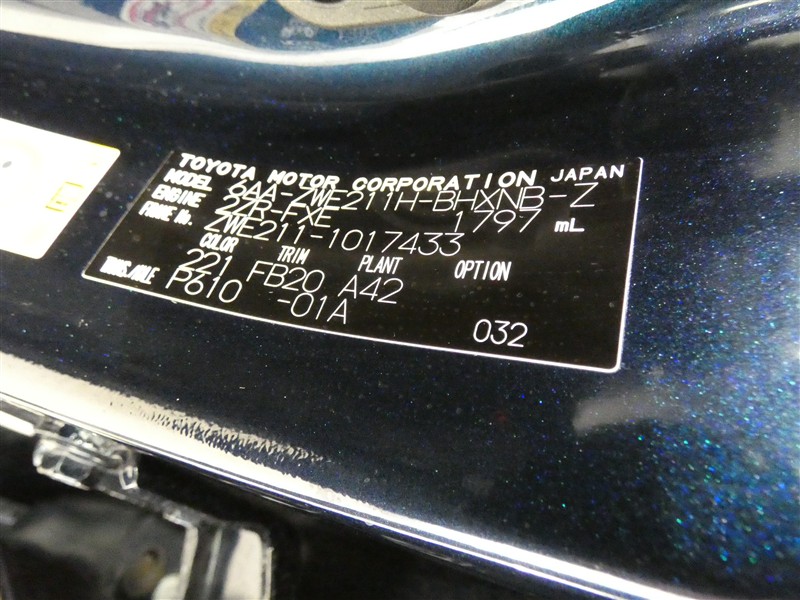 TOYOTA MOTOR CORPORATION JAPAN
MODEL 6AA-ZWE211H-BHXNB-Z
ENGINE 2ZR-FXE 1797 mL
FRAME No. ZWE211-1017433
COLOR TRIM PLANT OPTION
221 FB20 A42
TRANS.AXLE P610 -01A
032